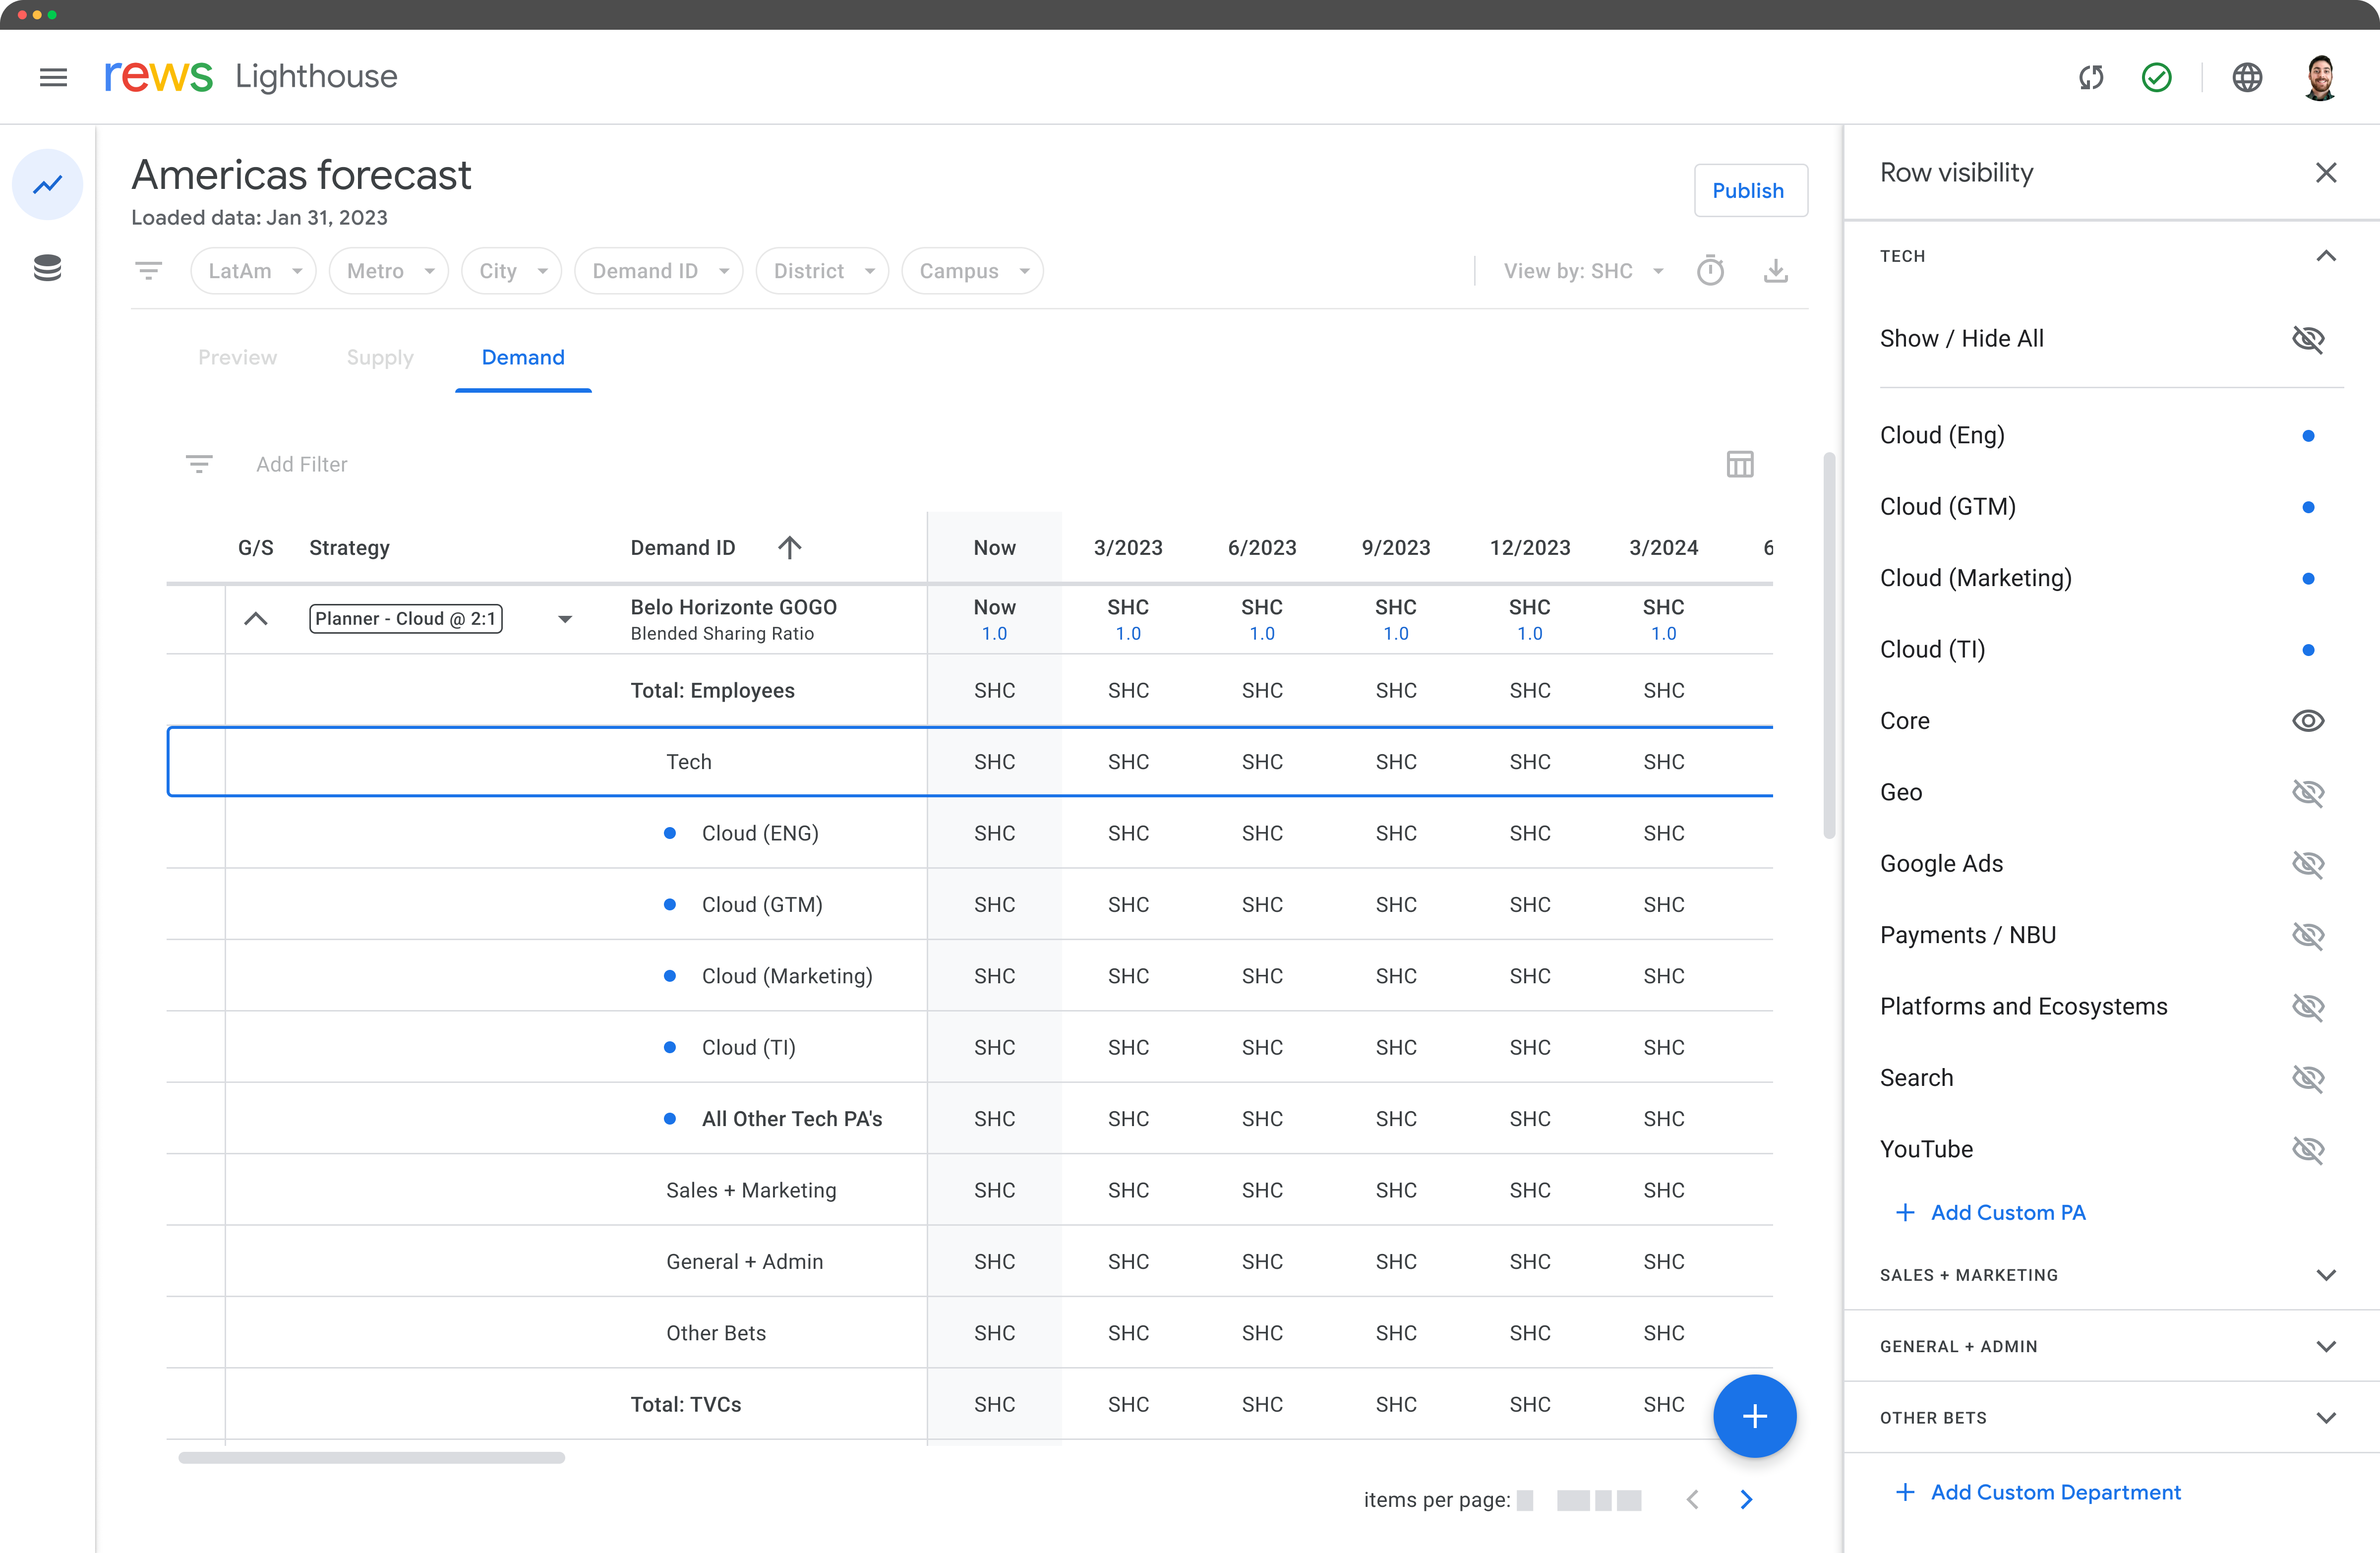 rews Lighthouse
Americas forecast
Publish
Loaded data: Jan 31, 2023
LatAm Metro City Demand ID District Campus View by: SHC
Preview Supply Demand
Add Filter
G/S Strategy Demand ID Now 3/2023 6/2023 9/2023 12/2023 3/2024 6
Planner - Cloud @ 2:1 Belo Horizonte GOGO Now SHC SHC SHC SHC SHC
Blended Sharing Ratio 1.0 1.0 1.0 1.0 1.0 1.0
Total: Employees SHC SHC SHC SHC SHC SHC
Tech SHC SHC SHC SHC SHC SHC
Cloud (ENG) SHC SHC SHC SHC SHC SHC
Cloud (GTM) SHC SHC SHC SHC SHC SHC
Cloud (Marketing) SHC SHC SHC SHC SHC SHC
Cloud (TI) SHC SHC SHC SHC SHC SHC
All Other Tech PA's SHC SHC SHC SHC SHC SHC
Sales + Marketing SHC SHC SHC SHC SHC SHC
General + Admin SHC SHC SHC SHC SHC SHC
Other Bets SHC SHC SHC SHC SHC SHC
Total: TVCs SHC SHC SHC SHC SHC SHC
items per page:
Row visibility
TECH
Show / Hide All
Cloud (Eng)
Cloud (GTM)
Cloud (Marketing)
Cloud (TI)
Core
Geo
Google Ads
Payments / NBU
Platforms and Ecosystems
Search
YouTube
+ Add Custom PA
SALES + MARKETING
GENERAL + ADMIN
OTHER BETS
+ Add Custom Department